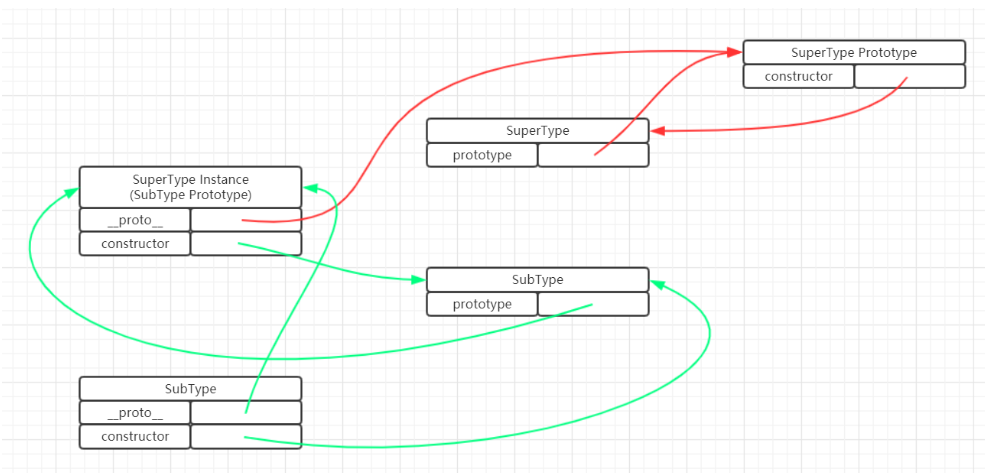 SuperType Prototype
constructor
SuperType
prototype
SuperType Instance
(SubType Prototype)
__proto__
constructor
SubType
prototype
SubType
__proto__
constructor